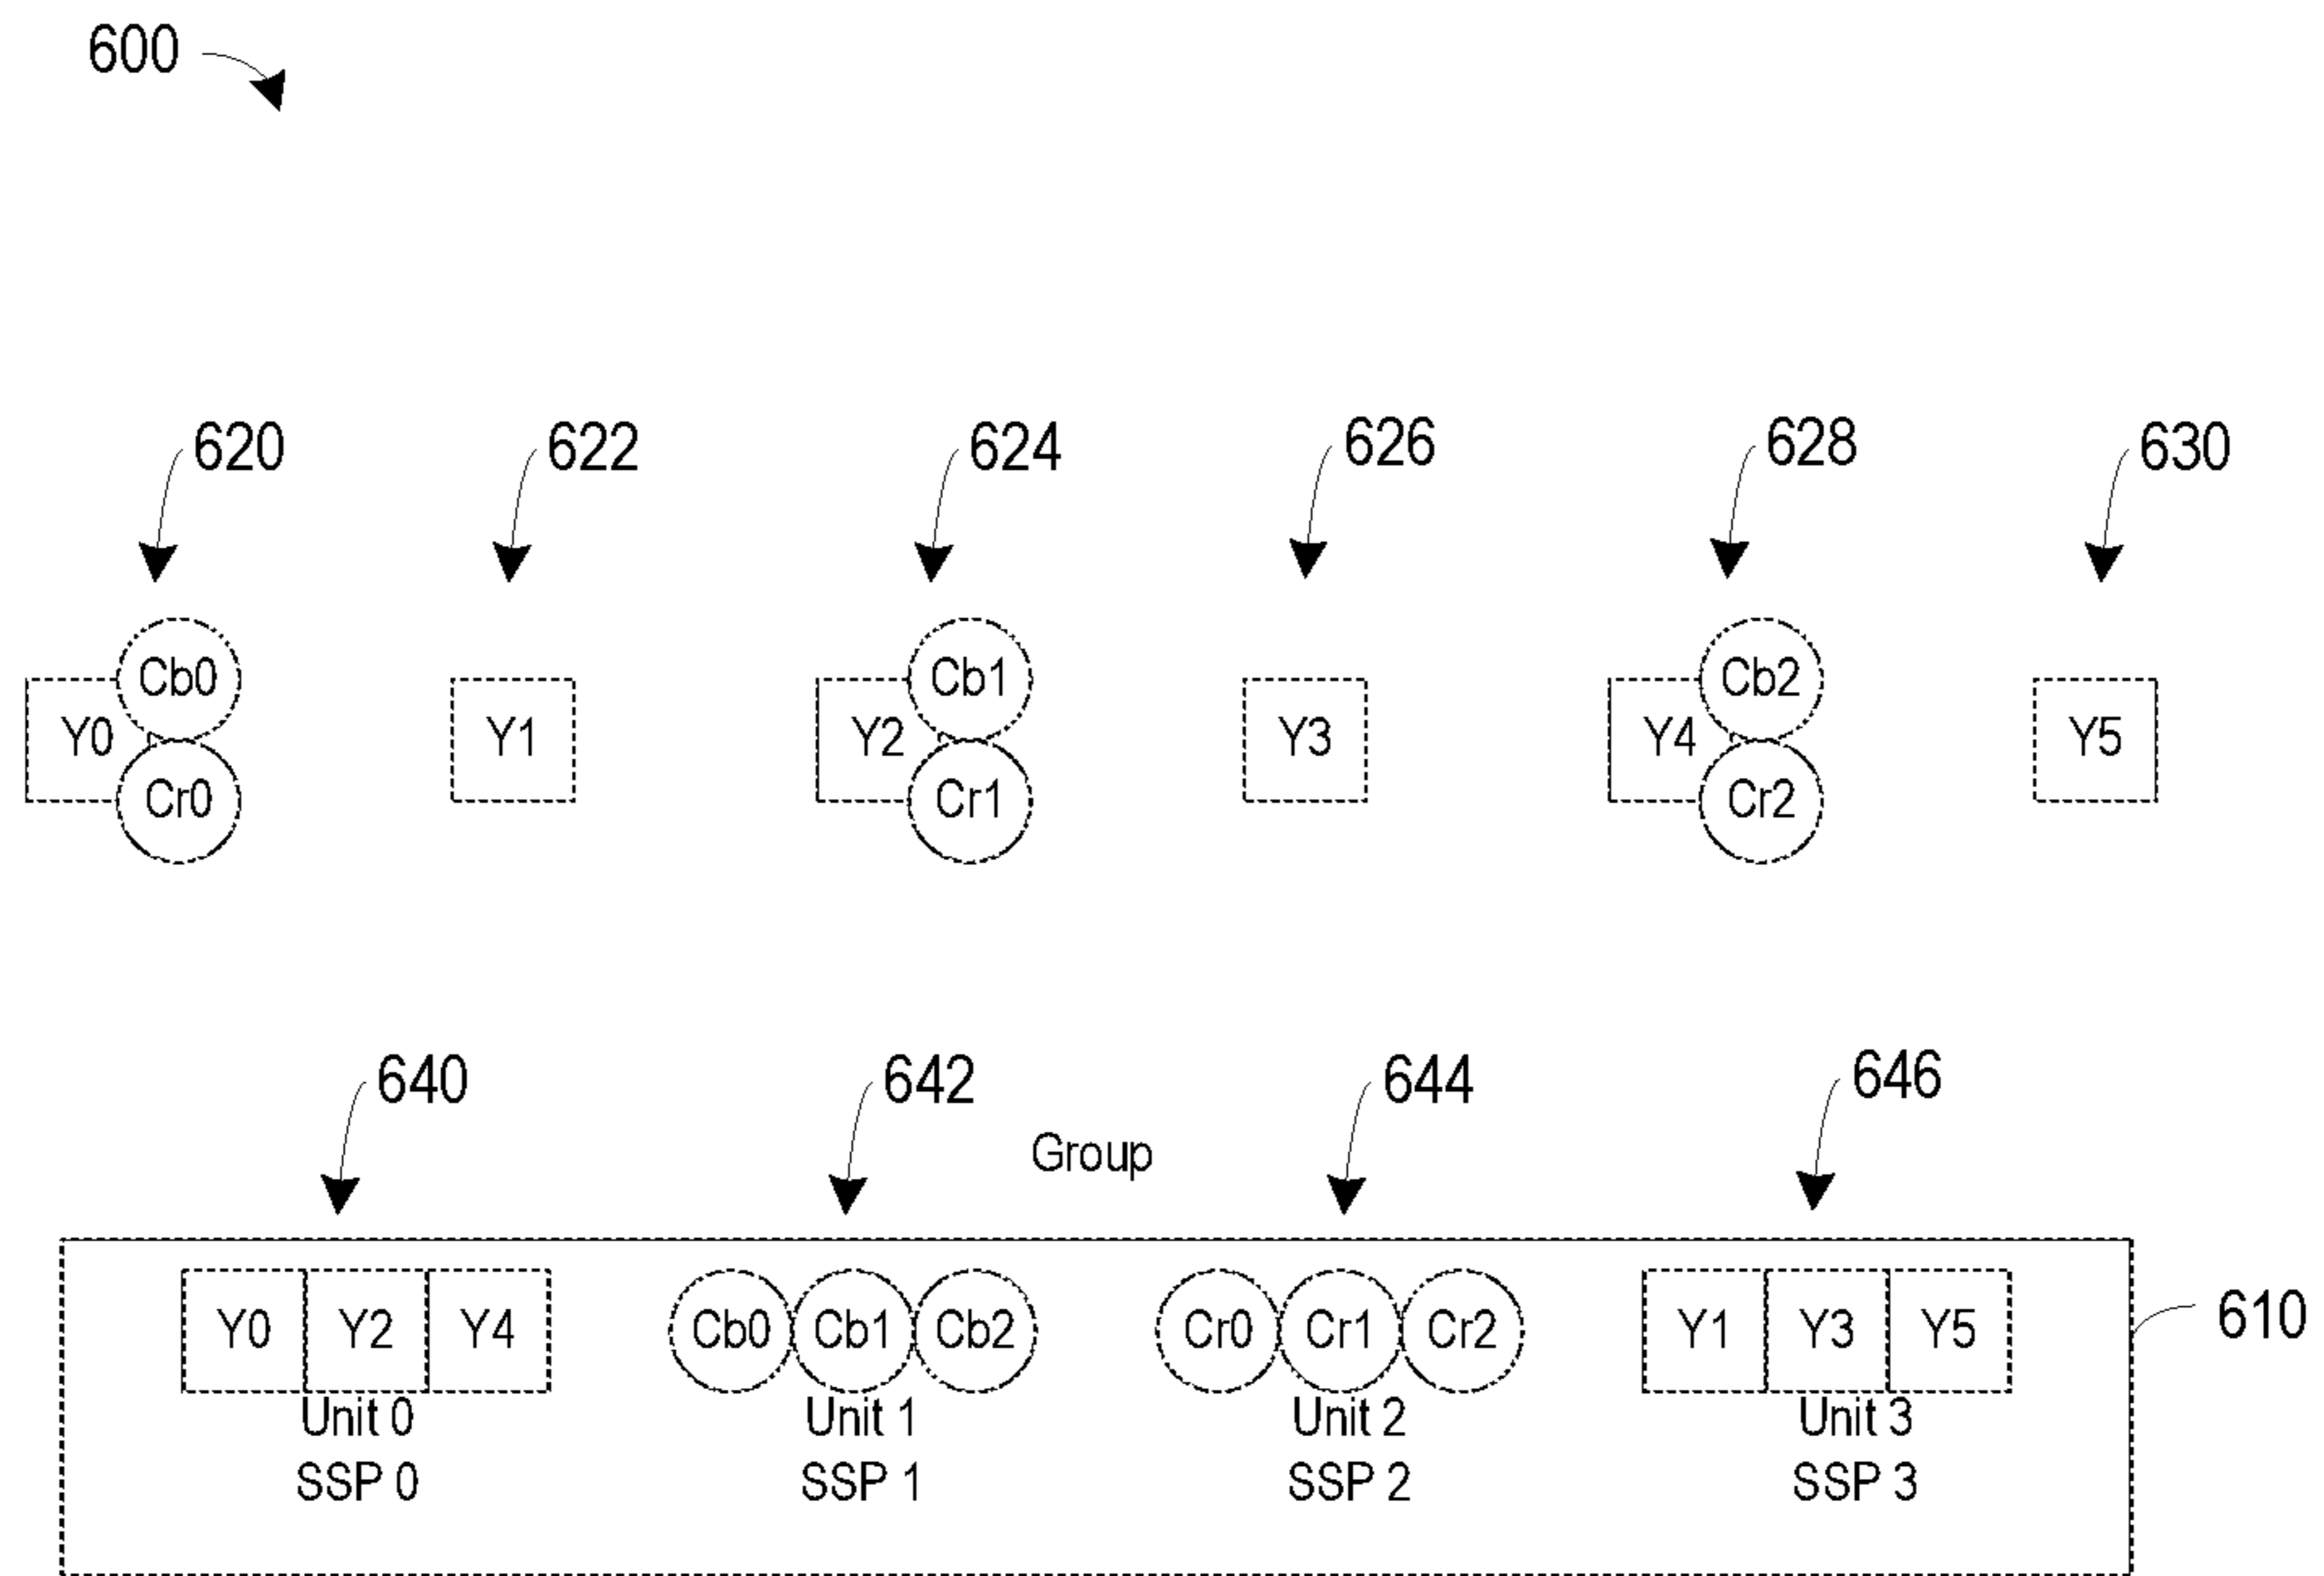 600
620 622 624 626 628 630
Cb0 Cb1 Cb2
Y0 Y1 Y2 Y3 Y4 Y5
Cr0 Cr1 Cr2
640 642 644 646
Group
Y0 Y2 Y4 Cb0 Cb1 Cb2 Cr0 Cr1 Cr2 Y1 Y3 Y5 610
Unit 0 Unit 1 Unit 2 Unit 3
SSP 0 SSP 1 SSP 2 SSP 3